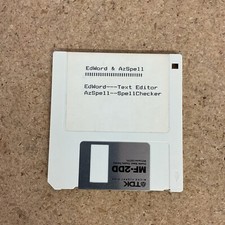 EdWord & AzSpell
EdWord---Text Editor
AzSpell--SpellChecker
TDK
MF-2DD